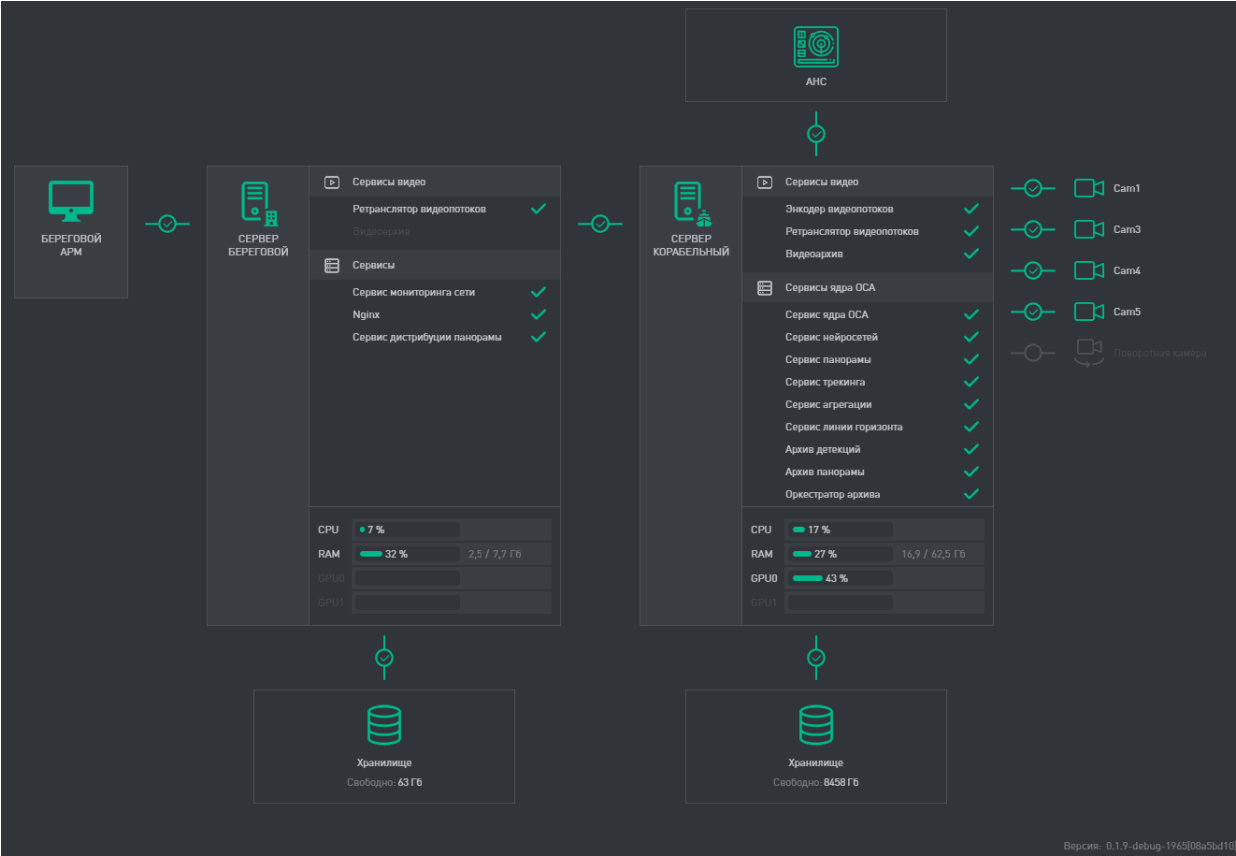 АНС
БЕРЕГОВОЙ
АРМ
СЕРВЕР
БЕРЕГОВОЙ
Сервисы видео
Ретранслятор видеопотоков
Видеоархив
Сервисы
Сервис мониторинга сети
Nginx
Сервис дистрибуции панорамы
CPU 7 %
RAM 32 % 2,5 / 7,7 Гб
GPU0
GPU1
Хранилище
Свободно: 63 Гб
СЕРВЕР
КОРАБЕЛЬНЫЙ
Сервисы видео
Энкодер видеопотоков
Ретранслятор видеопотоков
Видеоархив
Сервисы ядра ОСА
Сервис ядра ОСА
Сервис нейросетей
Сервис панорамы
Сервис трекинга
Сервис агрегации
Сервис линии горизонта
Архив детекций
Архив панорамы
Оркестратор архива
CPU 17 %
RAM 27 % 16,9 / 62,5 Гб
GPU0 43 %
GPU1
Хранилище
Свободно: 8458 Гб
Cam1
Cam3
Cam4
Cam5
Поворотная камера
Версия: 0.1.9-debug-1965[08a5bd10]